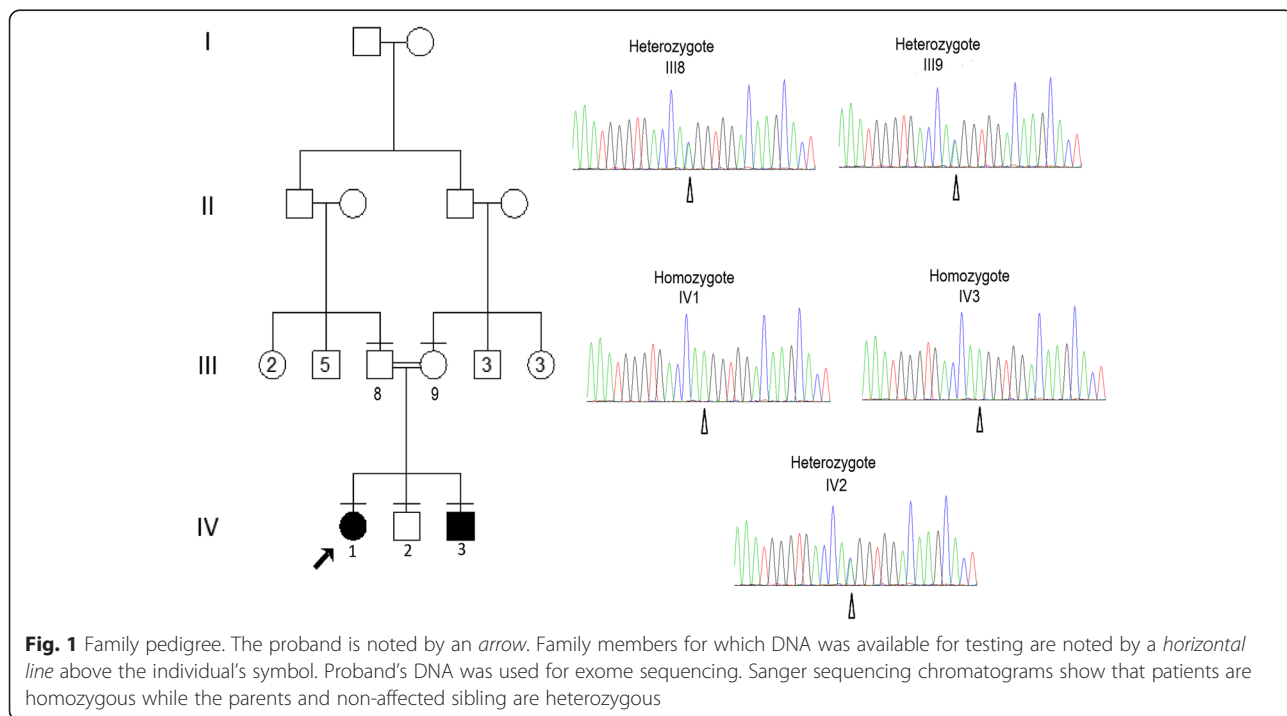 I
Heterozygote
III8
Heterozygote
III9
II
Homozygote
IV1
Homozygote
IV3
III
2
5
3
3
8
9
Heterozygote
IV2
IV
1
2
3
Fig. 1 Family pedigree. The proband is noted by an arrow. Family members for which DNA was available for testing are noted by a horizontal
line above the individual's symbol. Proband's DNA was used for exome sequencing. Sanger sequencing chromatograms show that patients are
homozygous while the parents and non-affected sibling are heterozygous